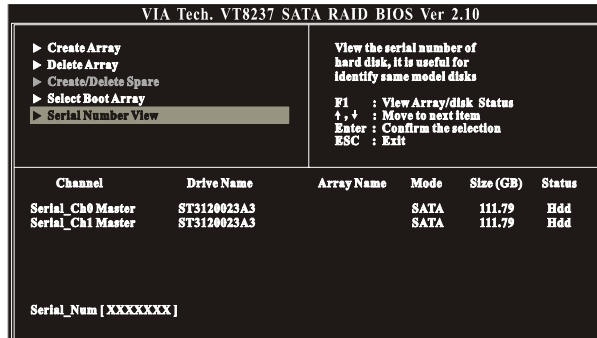 VIA Tech. VT8237 SATA RAID BIOS Ver 2.10
▶ Create Array
▶ Delete Array
▶ Create/Delete Spare
▶ Select Boot Array
▶ Serial Number View
View the serial number of
hard disk, it is useful for
identify same model disks
F1 : View Array/disk Status
↑,↓ : Move to next item
Enter : Confirm the selection
ESC : Exit
Channel Drive Name Array Name Mode Size (GB) Status
Serial_Ch0 Master ST3120023A3 SATA 111.79 Hdd
Serial_Ch1 Master ST3120023A3 SATA 111.79 Hdd
Serial_Num [ XXXXXXX ]